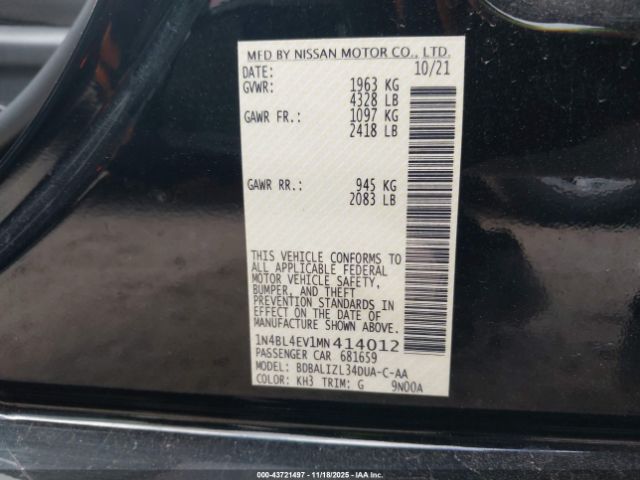 MFD BY NISSAN MOTOR CO., LTD.
DATE: 10/21
GVWR: 1963 KG
4328 LB
GAWR FR.: 1097 KG
2418 LB
GAWR RR.: 945 KG
2083 LB
THIS VEHICLE CONFORMS TO
ALL APPLICABLE FEDERAL
MOTOR VEHICLE SAFETY,
BUMPER, AND THEFT
PREVENTION STANDARDS IN
EFFECT ON THE DATE OF
MANUFACTURE SHOWN ABOVE.
1N4BL4EV1MN414012
PASSENGER CAR 681659
MODEL: BDBALIZL34DUA-C-AA
COLOR: KH3 TRIM: G 9N00A
000-43721497 - 11/18/2025 - IAA Inc.